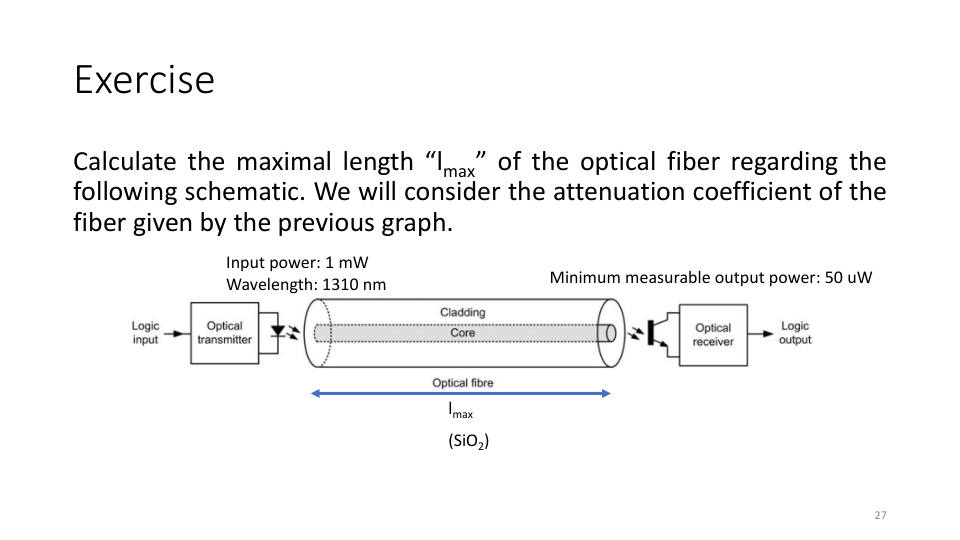 Exercise
Calculate the maximal length “lmax” of the optical fiber regarding the
following schematic. We will consider the attenuation coefficient of the
fiber given by the previous graph.
Input power: 1 mW
Wavelength: 1310 nm
Minimum measurable output power: 50 uW
Logic
input
Optical
transmitter
Cladding
Core
Optical
receiver
Logic
output
Optical fibre
lmax
(SiO2)
27